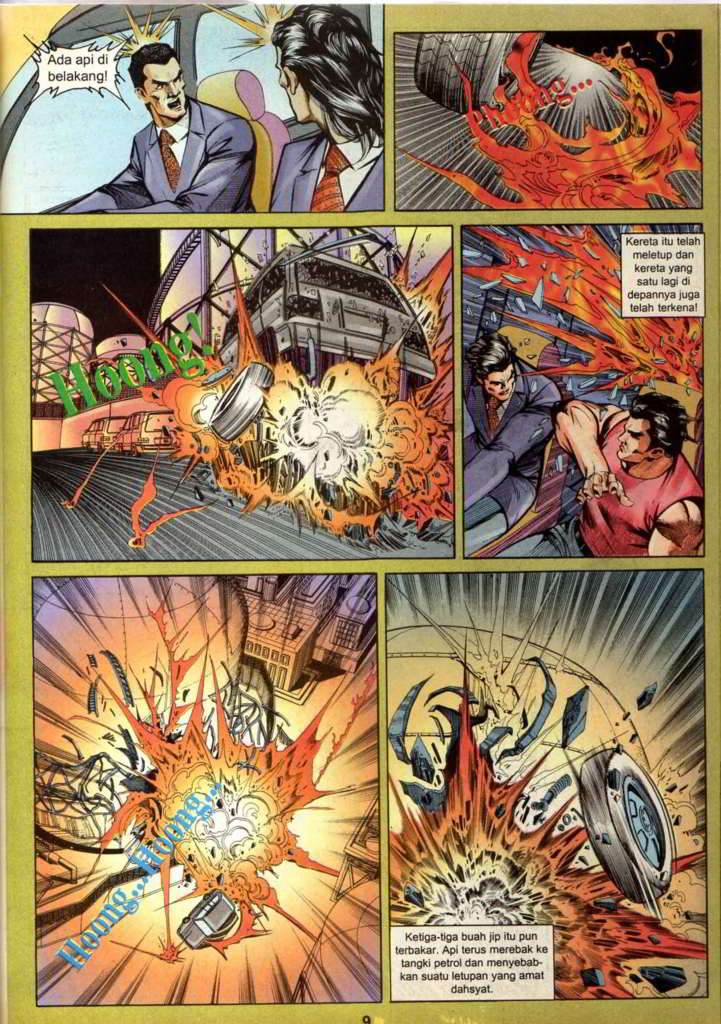 Ada api di
belakang!
Phoong...
Hoong!
Kereta itu telah
meletup dan
kereta yang
satu lagi di
depannya juga
telah terkena!
Hoong...Hoong...
Ketiga-tiga buah jip itu pun
terbakar. Api terus merebak ke
tangki petrol dan menyebab-
kan suatu letupan yang amat
dahsyat.
9